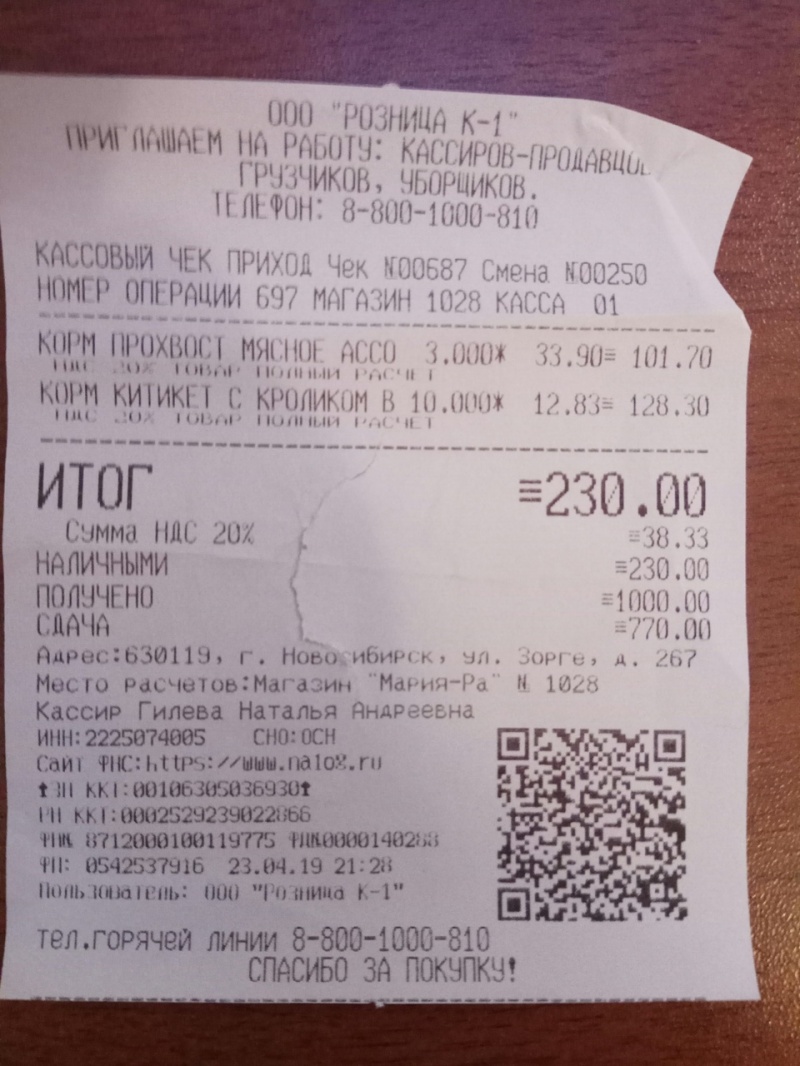 ООО "РОЗНИЦА К-1"
ПРИГЛАШАЕМ НА РАБОТУ: КАССИРОВ-ПРОДАВЦОВ
ГРУЗЧИКОВ, УБОРЩИКОВ.
ТЕЛЕФОН: 8-800-1000-810
КАССОВЫЙ ЧЕК ПРИХОД Чек №00687 Смена №00250
НОМЕР ОПЕРАЦИИ 697 МАГАЗИН 1028 КАССА 01
КОРМ ПРОХВОСТ МЯСНОЕ АССО 3.000* 33.90≡ 101.70
НДС 20% ТОВАР ПОЛНЫЙ РАСЧЕТ
КОРМ КИТИКЕТ С КРОЛИКОМ В 10.000* 12.83≡ 128.30
НДС 20% ТОВАР ПОЛНЫЙ РАСЧЕТ
ИТОГ ≡230.00
Сумма НДС 20% ≡38.33
НАЛИЧНЫМИ ≡230.00
ПОЛУЧЕНО ≡1000.00
СДАЧА ≡770.00
Адрес:630119, г. Новосибирск, ул. Зорге, д. 267
Место расчетов:Магазин "Мария-Ра" № 1028
Кассир Гилева Наталья Андреевна
ИНН:2225074005 СНО:ОСН
Сайт ФНС:https://www.nalog.ru
ЗН ККТ:00106305036930
РН ККТ:0002529239022866
ФН№ 8712000100119775 ФД№0000140288
ФП: 0542537916 23.04.19 21:28
Пользователь: ООО "Розница К-1"
тел.горячей линии 8-800-1000-810
СПАСИБО ЗА ПОКУПКУ!